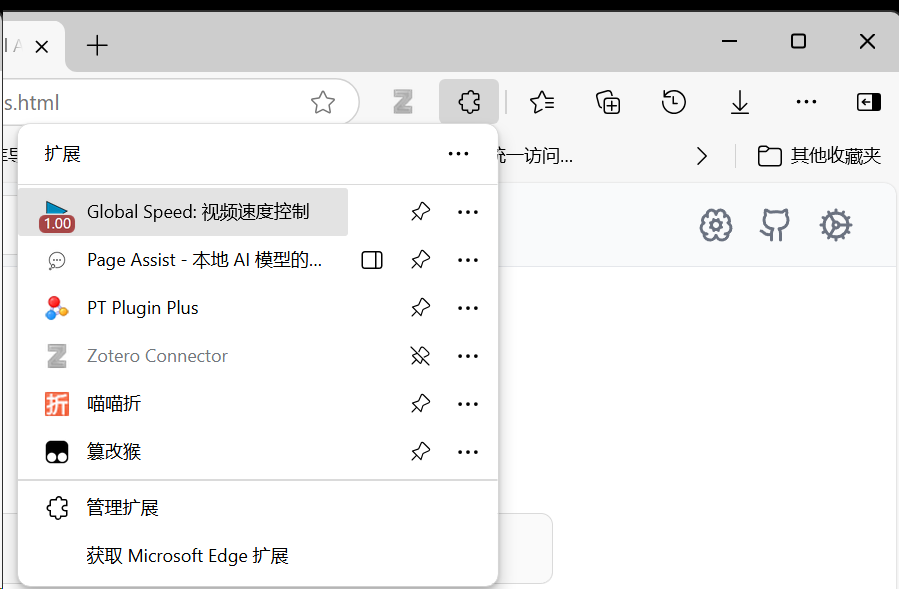 s.html
统一访问...
其他收藏夹
扩展
1.00
Global Speed: 视频速度控制
Page Assist - 本地 AI 模型的...
PT Plugin Plus
Zotero Connector
折
喵喵折
篡改猴
管理扩展
获取 Microsoft Edge 扩展